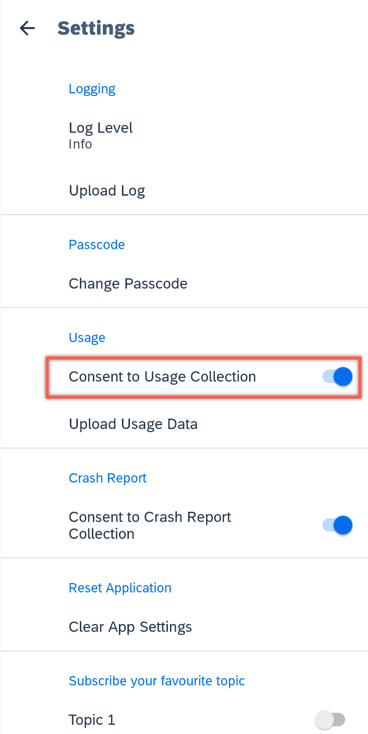 Settings
Logging
Log Level
Info
Upload Log
Passcode
Change Passcode
Usage
Consent to Usage Collection
Upload Usage Data
Crash Report
Consent to Crash Report
Collection
Reset Application
Clear App Settings
Subscribe your favourite topic
Topic 1